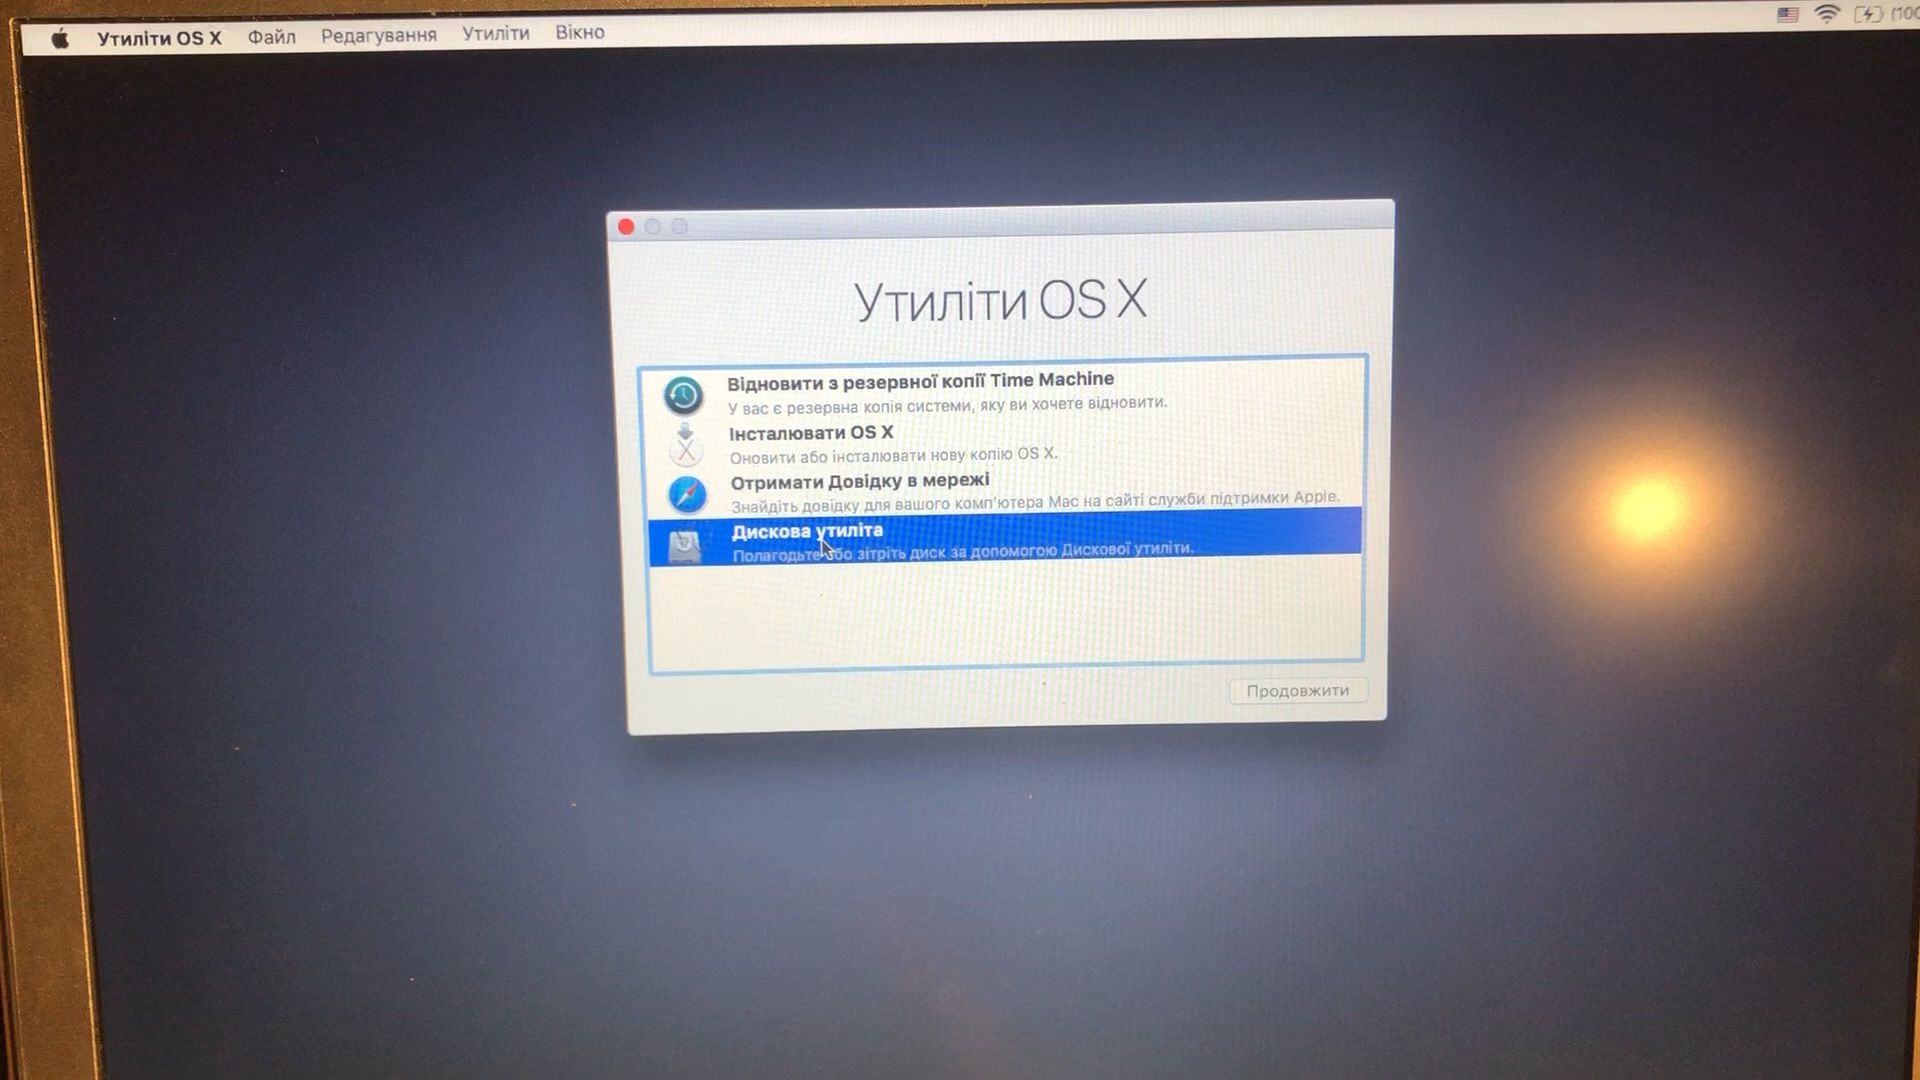 Утиліти OS X Файл Редагування Утиліти Вікно
Утиліти OS X
Відновити з резервної копії Time Machine
У вас є резервна копія системи, яку ви хочете відновити.
Інсталювати OS X
Оновити або інсталювати нову копію OS X.
Отримати Довідку в мережі
Знайдіть довідку для вашого комп'ютера Mac на сайті служби підтримки Apple.
Дискова утиліта
Полагодьте або зітріть диск за допомогою Дискової утиліти.
Продовжити